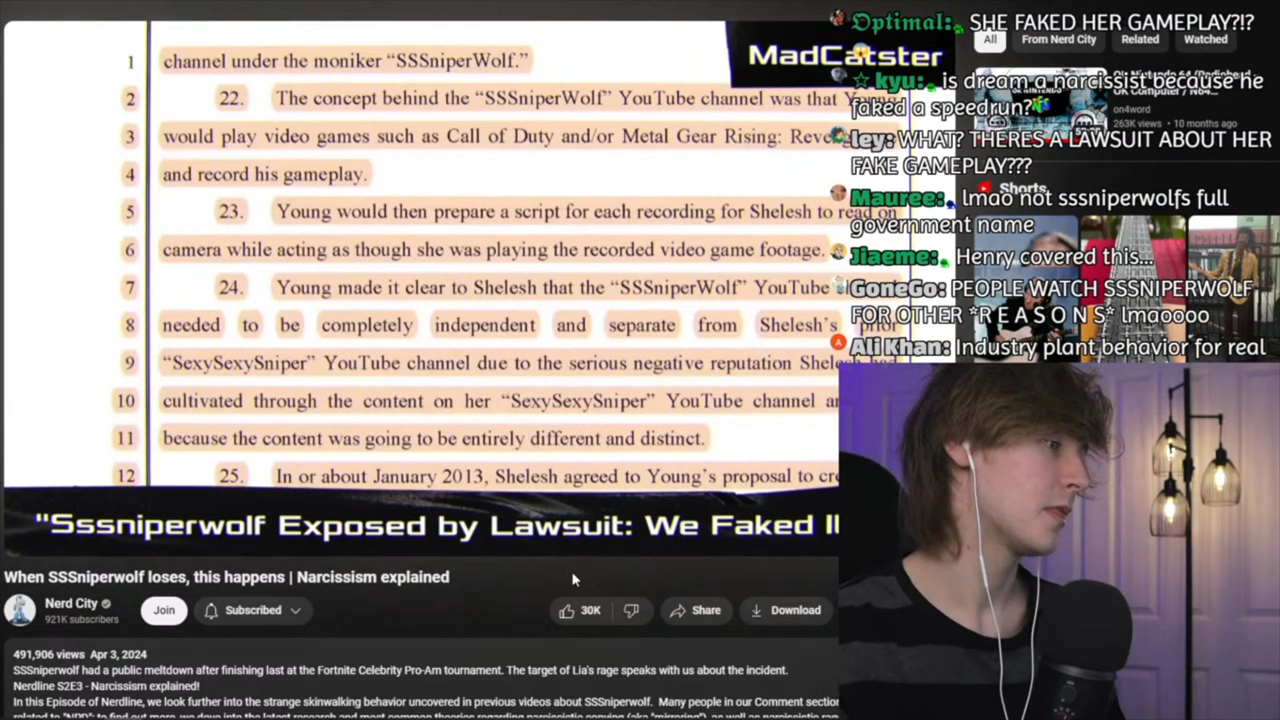 1 channel under the moniker “SSSniperWolf.”
2 22. The concept behind the “SSSniperWolf” YouTube channel was that
3 would play video games such as Call of Duty and/or Metal Gear Rising:
4 and record his gameplay.
5 23. Young would then prepare a script for each recording for Shelesh to read on
6 camera while acting as though she was playing the recorded video game footage.
7 24. Young made it clear to Shelesh that the “SSSniperWolf” YouTube
8 needed to be completely independent and separate from Shelesh’s prior
9 “SexySexySniper” YouTube channel due to the serious negative reputation Shelesh had
10 cultivated through the content on her “SexySexySniper” YouTube channel
11 because the content was going to be entirely different and distinct.
12 25. In or about January 2013, Shelesh agreed to Young’s proposal to
MadCatster
"Sssniperwolf Exposed by Lawsuit: We Faked
When SSSniperwolf loses, this happens | Narcissism explained
Nerd City
921K subscribers
Join
Subscribed
30K
Share
Download
491,906 views Apr 3, 2024
SSSniperwolf had a public meltdown after finishing last at the Fortnite Celebrity Pro-Am tournament. The target of Lia's rage speaks with us about the incident.
Nerdline S2E3 - Narcissism explained!
In this Episode of Nerdline, we look further into the strange skinwalking behavior uncovered in previous videos about SSSniperwolf. Many people in our Comment section
Optimal: SHE FAKED HER GAMEPLAY?!?
All From Nerd City Related Watched
☆ kyu: is dream a narcissist because he
faked a speedrun?
on4word
263K views • 10 months ago
ley: WHAT? THERES A LAWSUIT ABOUT HER
FAKE GAMEPLAY???
Shorts
Mauree: lmao not sssniperwolfs full
government name
Jiaeme: Henry covered this...
GoneGo: PEOPLE WATCH SSSNIPERWOLF
FOR OTHER *R E A S O N S* lmaoooo
A Ali Khan: Industry plant behavior for real